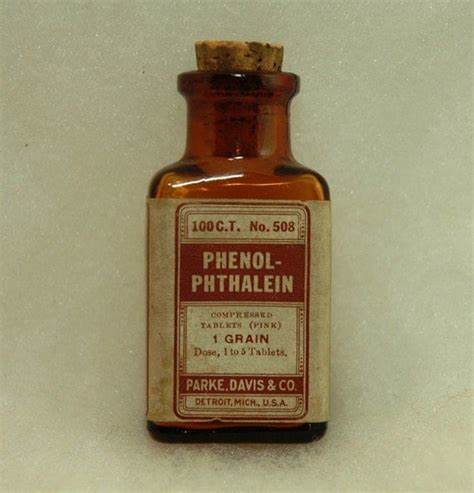 100 C.T. No. 508
PHENOL-
PHTHALEIN
COMPRESSED
TABLETS (PINK)
1 GRAIN
Dose, 1 to 5 Tablets.
PARKE, DAVIS & CO.
DETROIT, MICH., U.S.A.